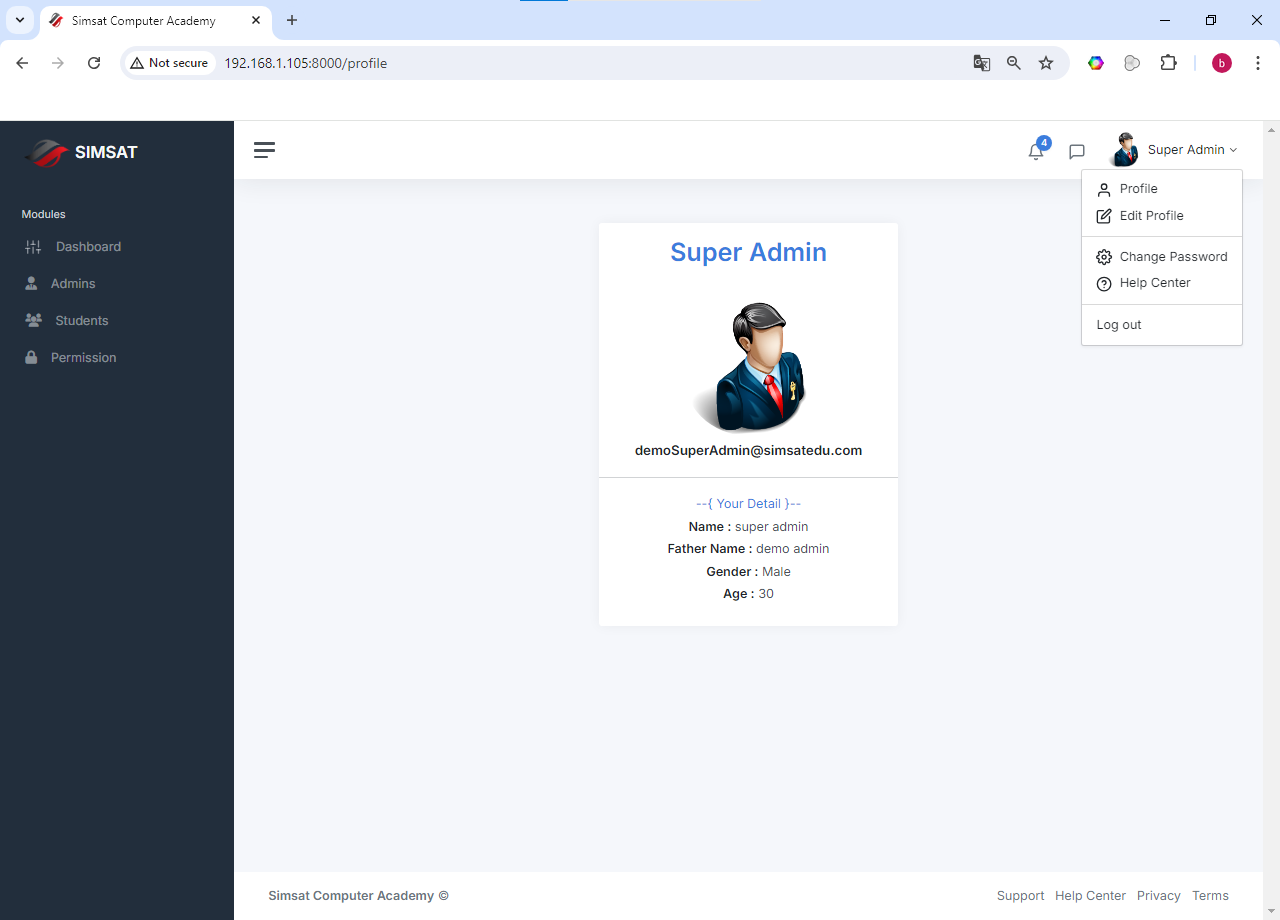 Simsat Computer Academy
Not secure
192.168.1.105:8000/profile
b
SIMSAT
4
Super Admin
Modules
Dashboard
Admins
Students
Permission
Profile
Edit Profile
Change Password
Help Center
Log out
Super Admin
demoSuperAdmin@simsatedu.com
--{ Your Detail }--
Name : super admin
Father Name : demo admin
Gender : Male
Age : 30
Simsat Computer Academy ©
Support Help Center Privacy Terms